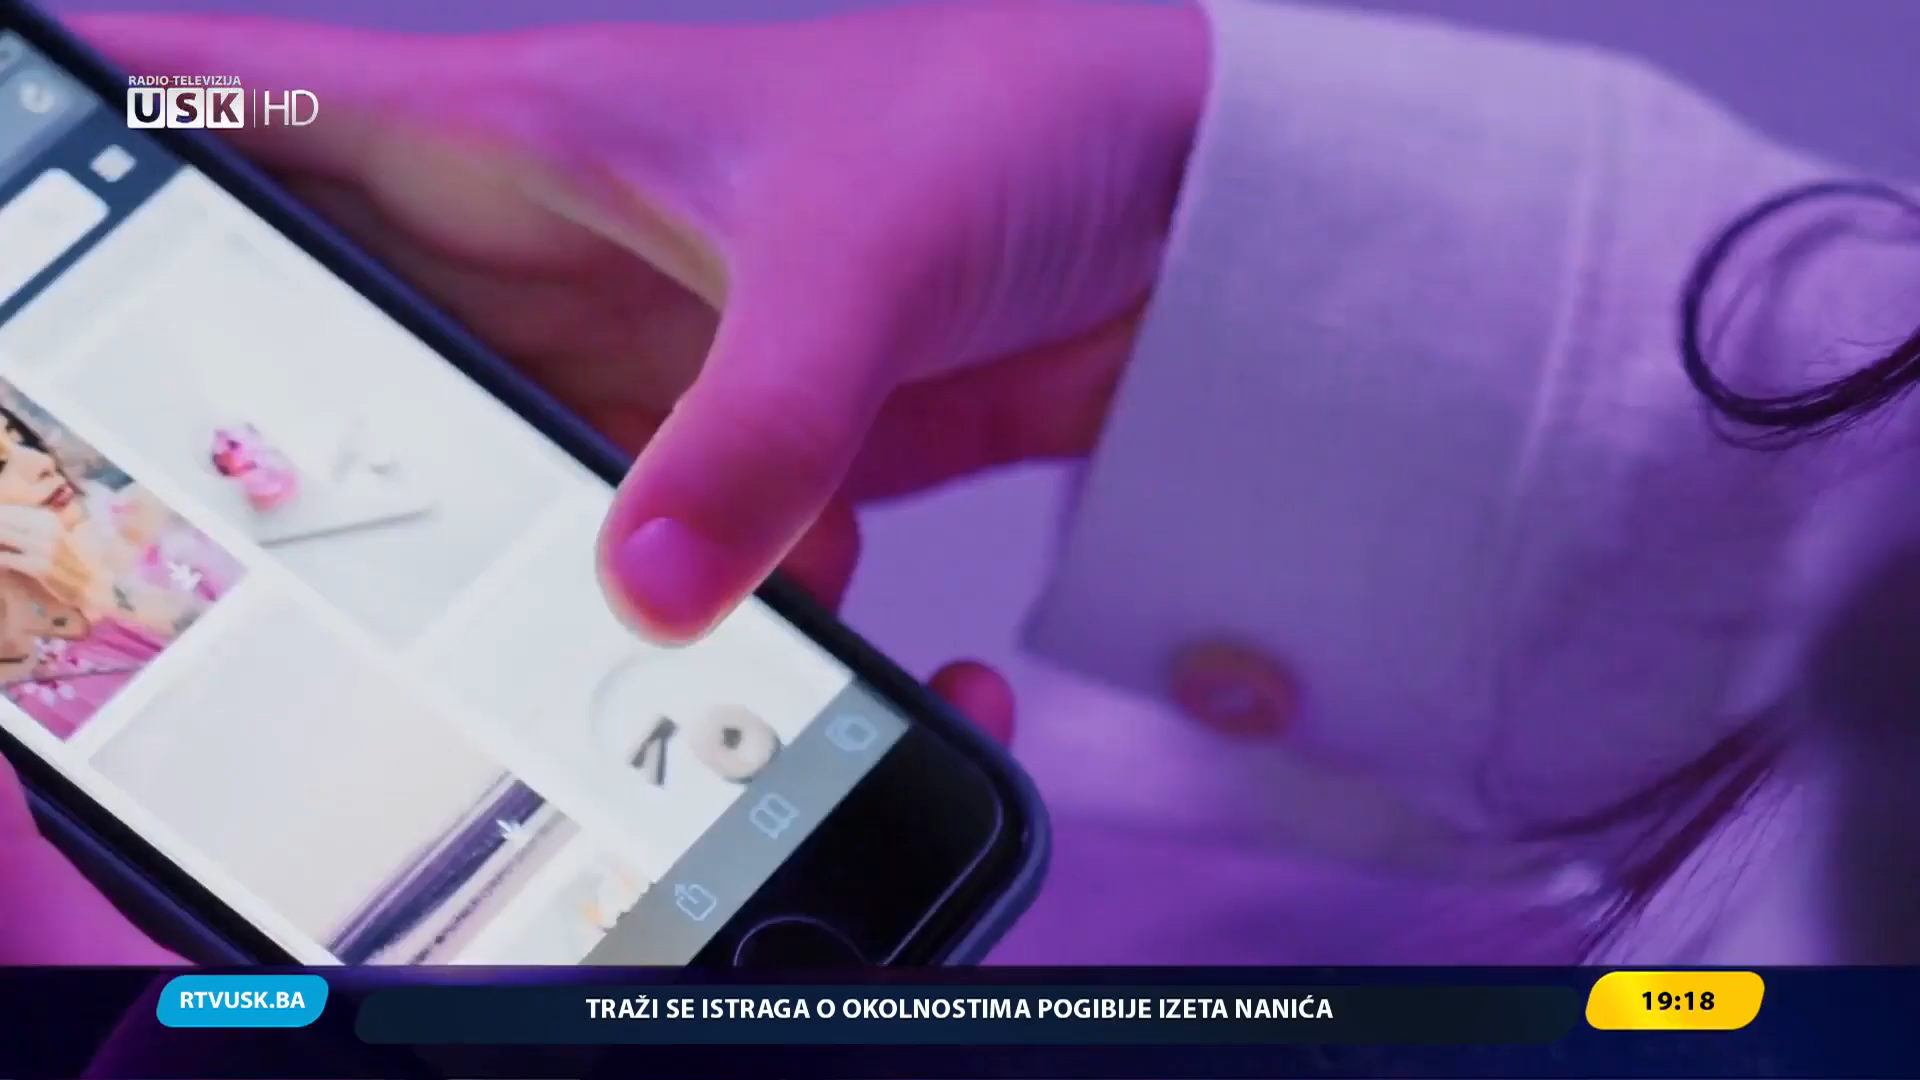 RADIO-TELEVIZIJA
USK HD
RTVUSK.BA
TRAŽI SE ISTRAGA O OKOLNOSTIMA POGIBIJE IZETA NANIĆA
19:18